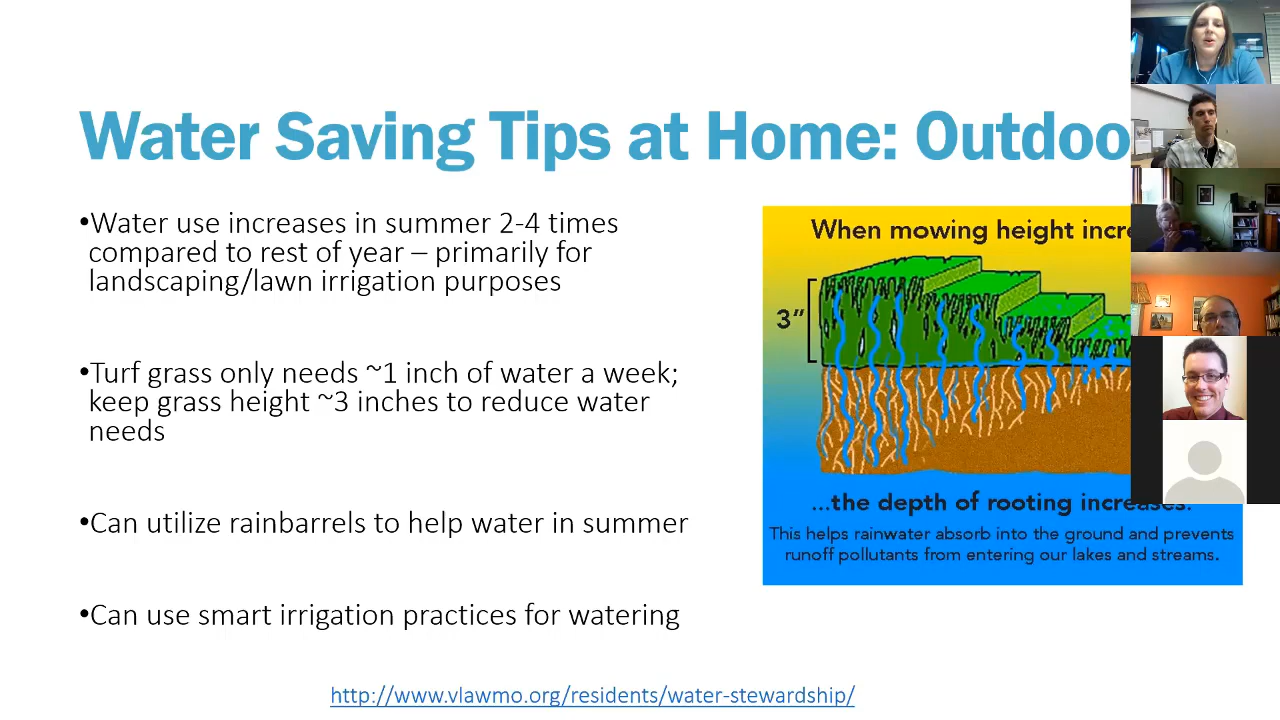 Water Saving Tips at Home: Outdoo
•Water use increases in summer 2-4 times
compared to rest of year – primarily for
landscaping/lawn irrigation purposes
•Turf grass only needs ~1 inch of water a week;
keep grass height ~3 inches to reduce water
needs
•Can utilize rainbarrels to help water in summer
•Can use smart irrigation practices for watering
http://www.vlawmo.org/residents/water-stewardship/
When mowing height incre
3”
...the depth of rooting increases.
This helps rainwater absorb into the ground and prevents
runoff pollutants from entering our lakes and streams.